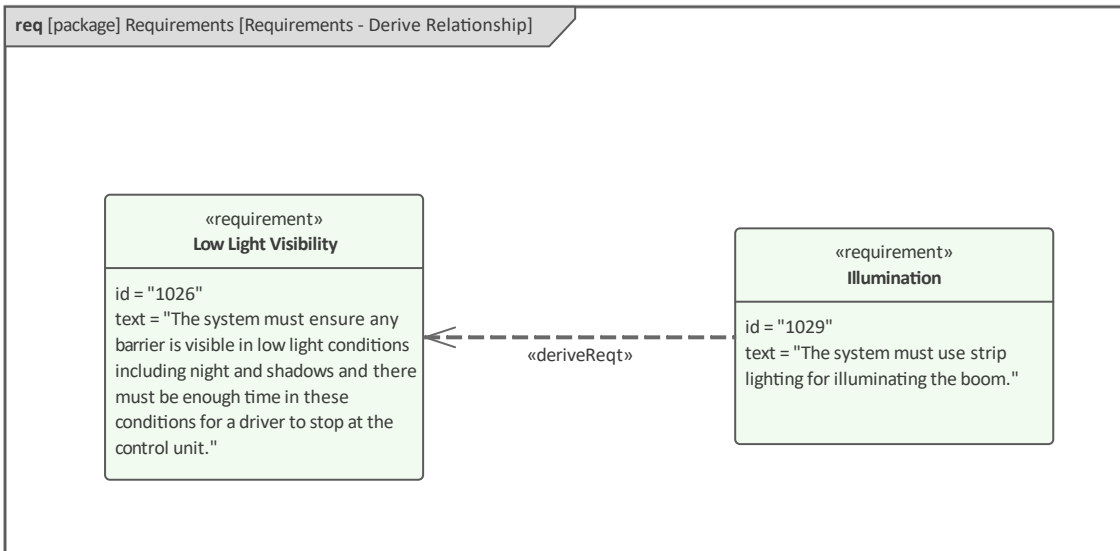 req [package] Requirements [Requirements - Derive Relationship]
«requirement»
Low Light Visibility
id = "1026"
text = "The system must ensure any
barrier is visible in low light conditions
including night and shadows and there
must be enough time in these
conditions for a driver to stop at the
control unit."
«deriveReqt»
«requirement»
Illumination
id = "1029"
text = "The system must use strip
lighting for illuminating the boom."